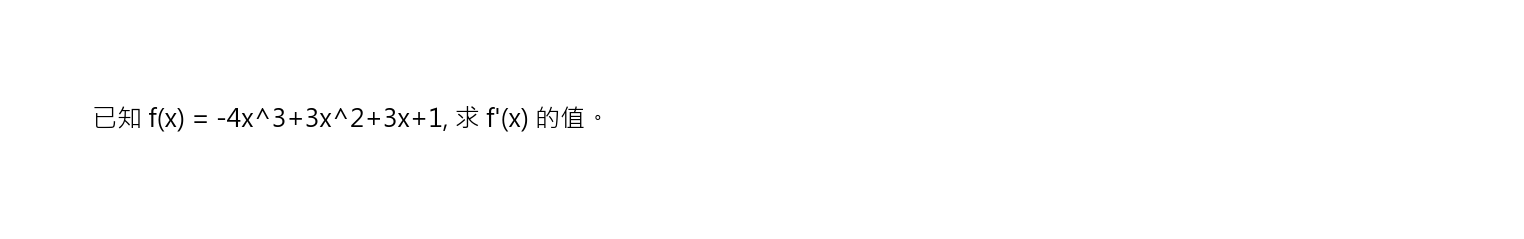 已知 f(x) = -4x^3+3x^2+3x+1, 求 f'(x) 的值。